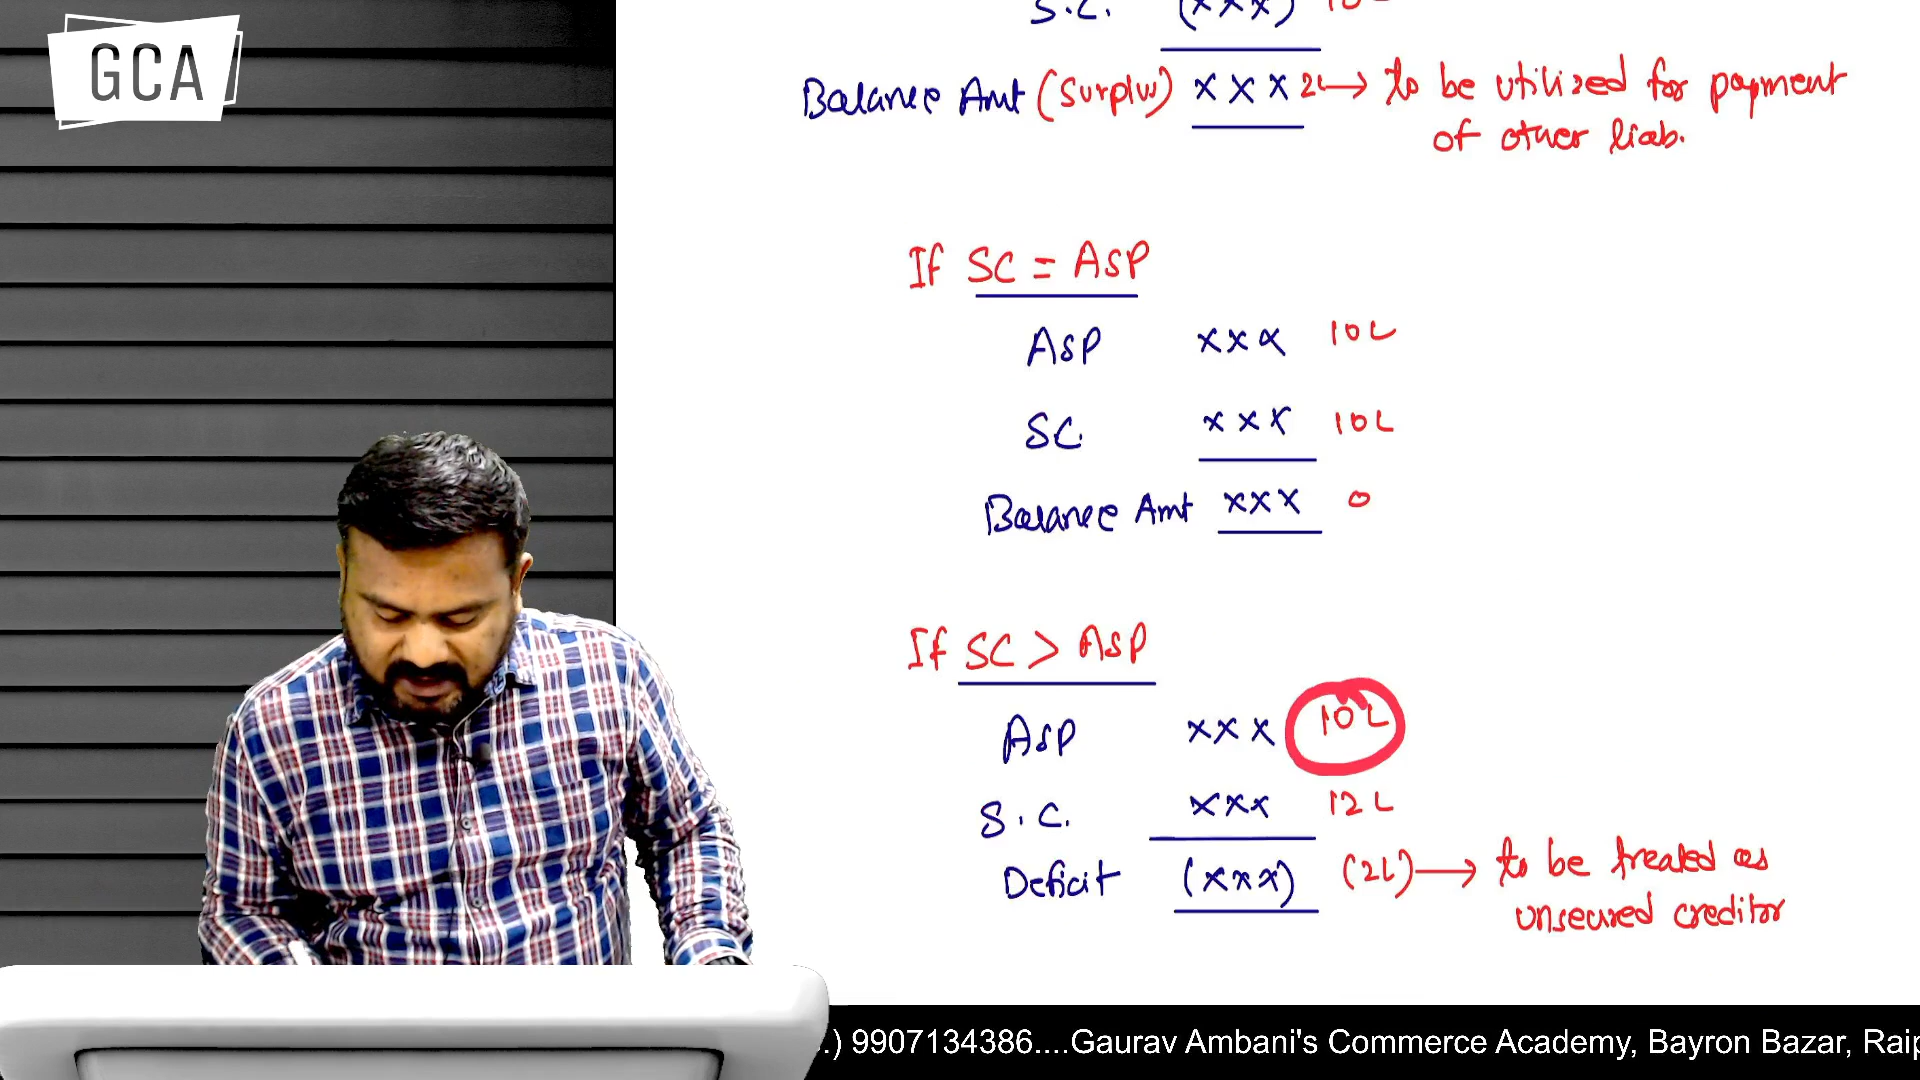 GCA
S.C. (xxx)
Balance Amt (Surplus) xxx 2L → to be utilized for payment
of other liab.
If SC = ASP
ASP xxx 10L
SC. xxx 10L
Balance Amt xxx 0
If SC > ASP
ASP xxx 10L
S.C. xxx 12L
Deficit (xxx) (2L) → to be treated as
unsecured creditor
.) 9907134386....Gaurav Ambani's Commerce Academy, Bayron Bazar, Raip